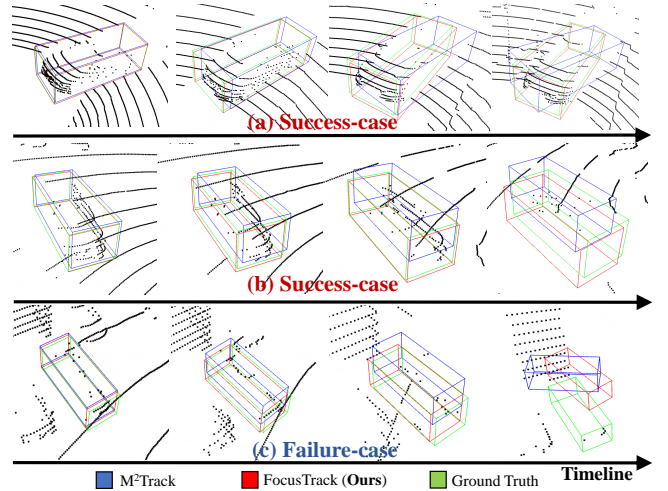 (a) Success-case
(b) Success-case
(c) Failure-case
Timeline
M²Track
FocusTrack (Ours)
Ground Truth